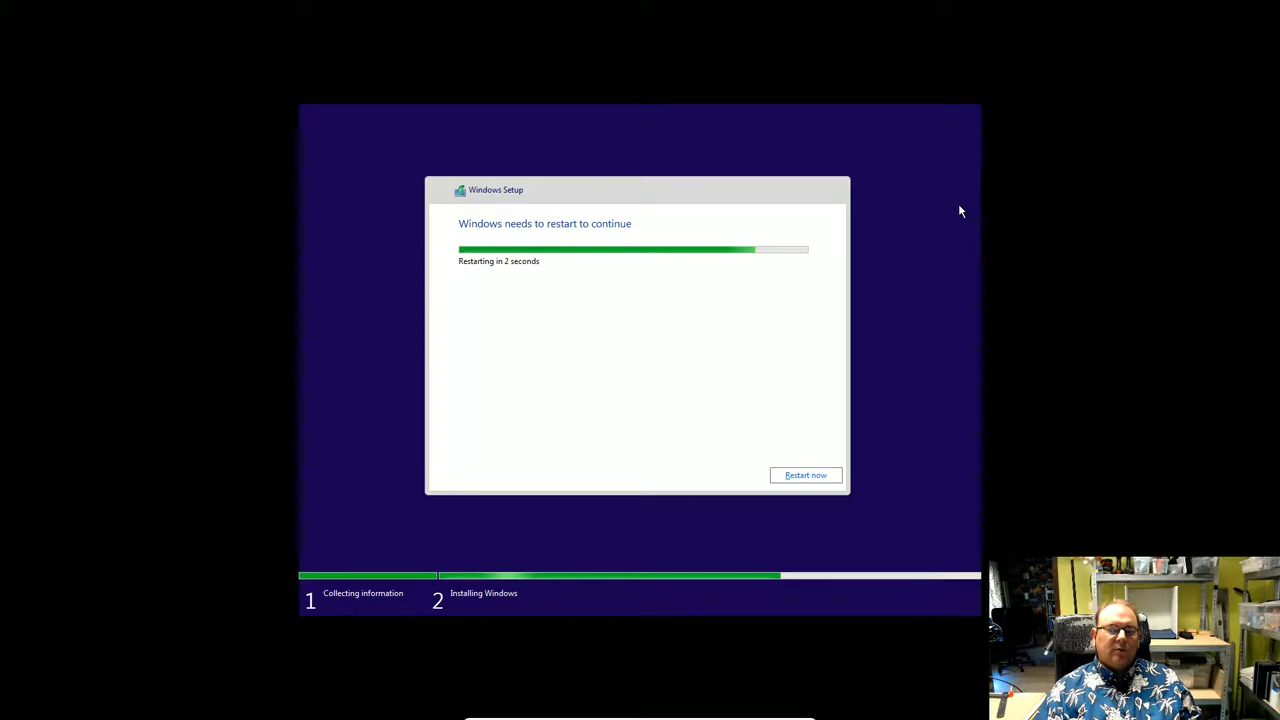 Windows Setup
Windows needs to restart to continue
Restarting in 2 seconds
Restart now
1 Collecting information
2 Installing Windows